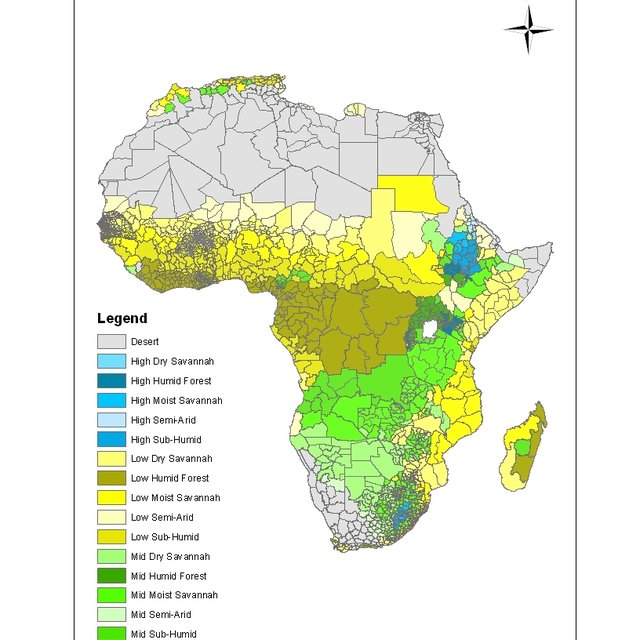 Legend
Desert
High Dry Savannah
High Humid Forest
High Moist Savannah
High Semi-Arid
High Sub-Humid
Low Dry Savannah
Low Humid Forest
Low Moist Savannah
Low Semi-Arid
Low Sub-Humid
Mid Dry Savannah
Mid Humid Forest
Mid Moist Savannah
Mid Semi-Arid
Mid Sub-Humid